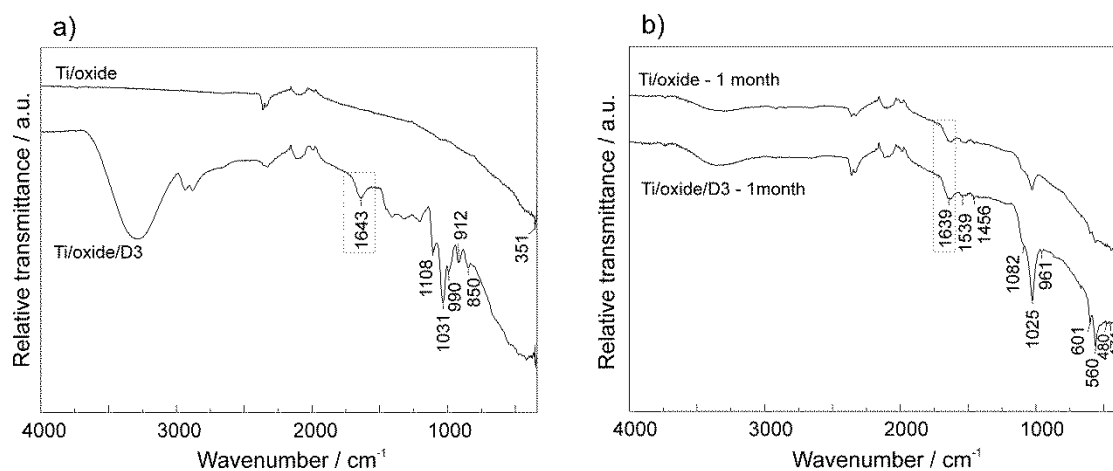 a)
Relative transmittance / a.u.
Ti/oxide
Ti/oxide/D3
1643
1108
1031
990
912
850
351
4000
3000
2000
1000
Wavenumber / cm⁻¹
b)
Relative transmittance / a.u.
Ti/oxide - 1 month
Ti/oxide/D3 - 1month
1639
1539
1456
1082
1025
961
601
560
480
4000
3000
2000
1000
Wavenumber / cm⁻¹